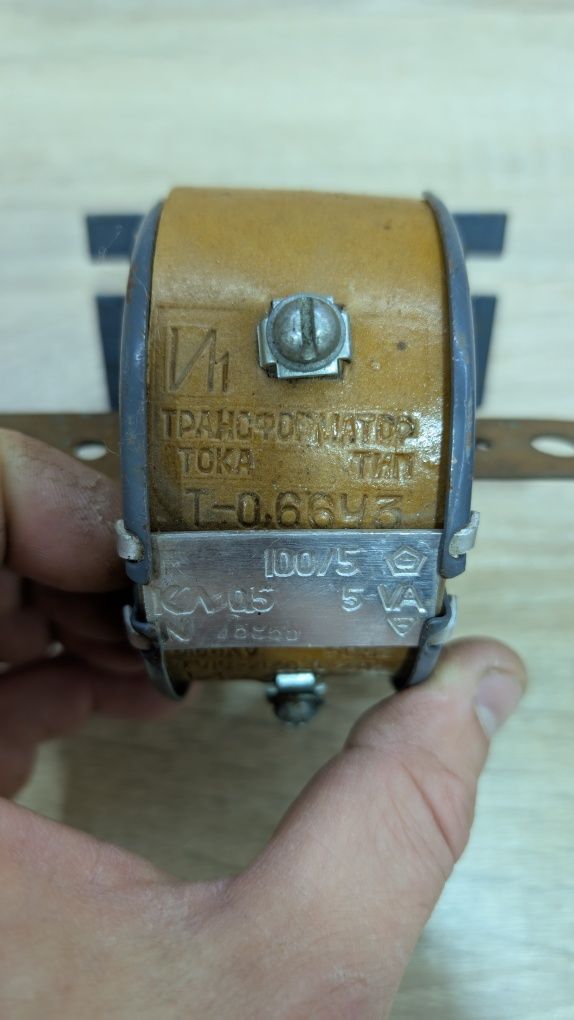 И1
ТРАНСФОРМАТОР
ТОКА ТИП
Т-0,66У3
100/5
КЛ 0,5 5 VA
N